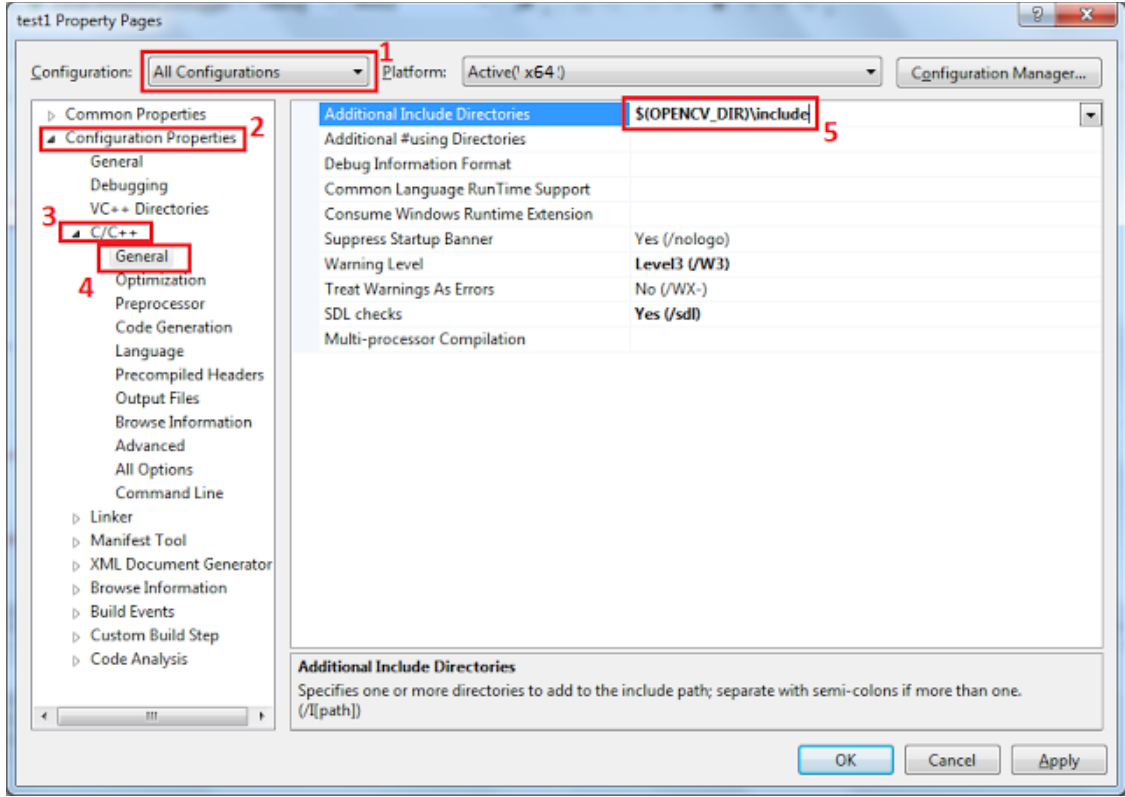 test1 Property Pages
1
Configuration: All Configurations Platform: Active(! x64 !) Configuration Manager...
Common Properties
Configuration Properties 2
General
Debugging
VC++ Directories
3
C/C++
General
4
Optimization
Preprocessor
Code Generation
Language
Precompiled Headers
Output Files
Browse Information
Advanced
All Options
Command Line
Linker
Manifest Tool
XML Document Generator
Browse Information
Build Events
Custom Build Step
Code Analysis
Additional Include Directories $(OPENCV_DIR)\include 5
Additional #using Directories
Debug Information Format
Common Language RunTime Support
Consume Windows Runtime Extension
Suppress Startup Banner Yes (/nologo)
Warning Level Level3 (/W3)
Treat Warnings As Errors No (/WX-)
SDL checks Yes (/sdl)
Multi-processor Compilation
Additional Include Directories
Specifies one or more directories to add to the include path; separate with semi-colons if more than one.
(/I[path])
OK Cancel Apply